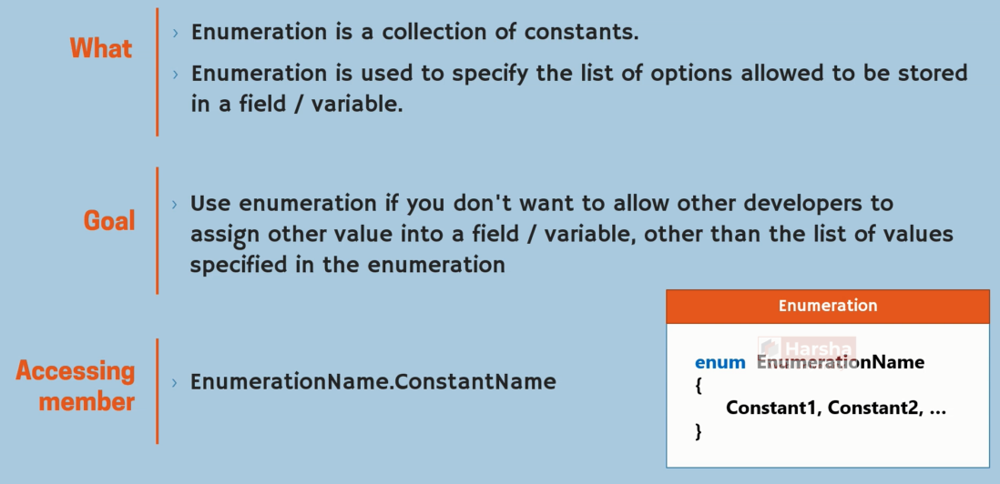 What
› Enumeration is a collection of constants.
› Enumeration is used to specify the list of options allowed to be stored
in a field / variable.
Goal
› Use enumeration if you don't want to allow other developers to
assign other value into a field / variable, other than the list of values
specified in the enumeration
Accessing
member
› EnumerationName.ConstantName
Enumeration
Harsha
enum EnumerationName
{
Constant1, Constant2, ...
}